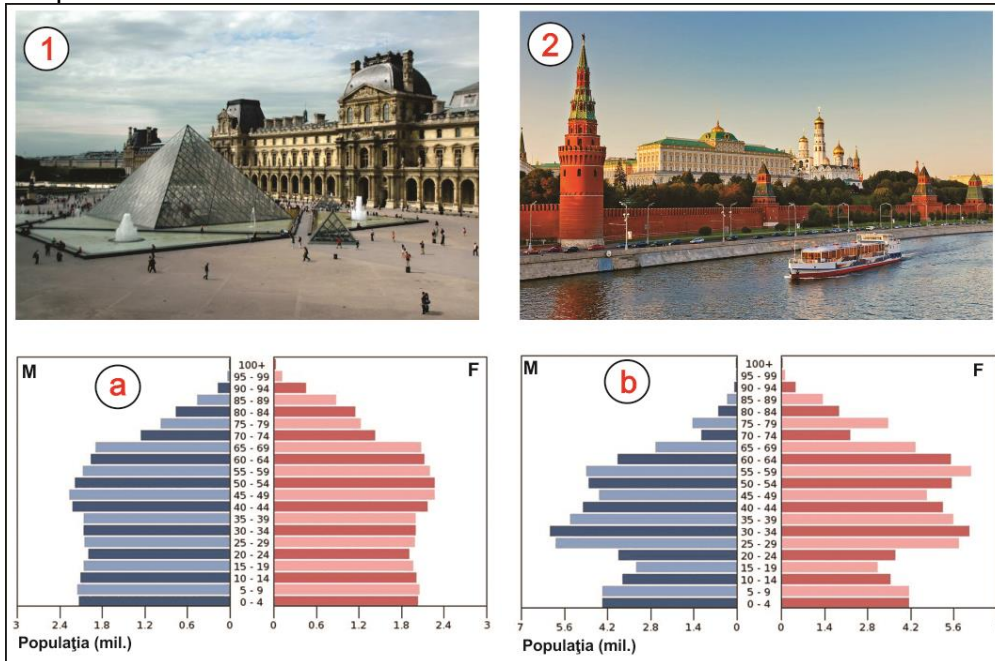 1
2
M
a
F
100+
95 - 99
90 - 94
85 - 89
80 - 84
75 - 79
70 - 74
65 - 69
60 - 64
55 - 59
50 - 54
45 - 49
40 - 44
35 - 39
30 - 34
25 - 29
20 - 24
15 - 19
10 - 14
5 - 9
0 - 4
3 2.4 1.8 1.2 0.6 0 0 0.6 1.2 1.8 2.4 3
Populaţia (mil.)
M
b
F
100+
95 - 99
90 - 94
85 - 89
80 - 84
75 - 79
70 - 74
65 - 69
60 - 64
55 - 59
50 - 54
45 - 49
40 - 44
35 - 39
30 - 34
25 - 29
20 - 24
15 - 19
10 - 14
5 - 9
0 - 4
7 5.6 4.2 2.8 1.4 0 0 1.4 2.8 4.2 5.6
Populaţia (mil.)